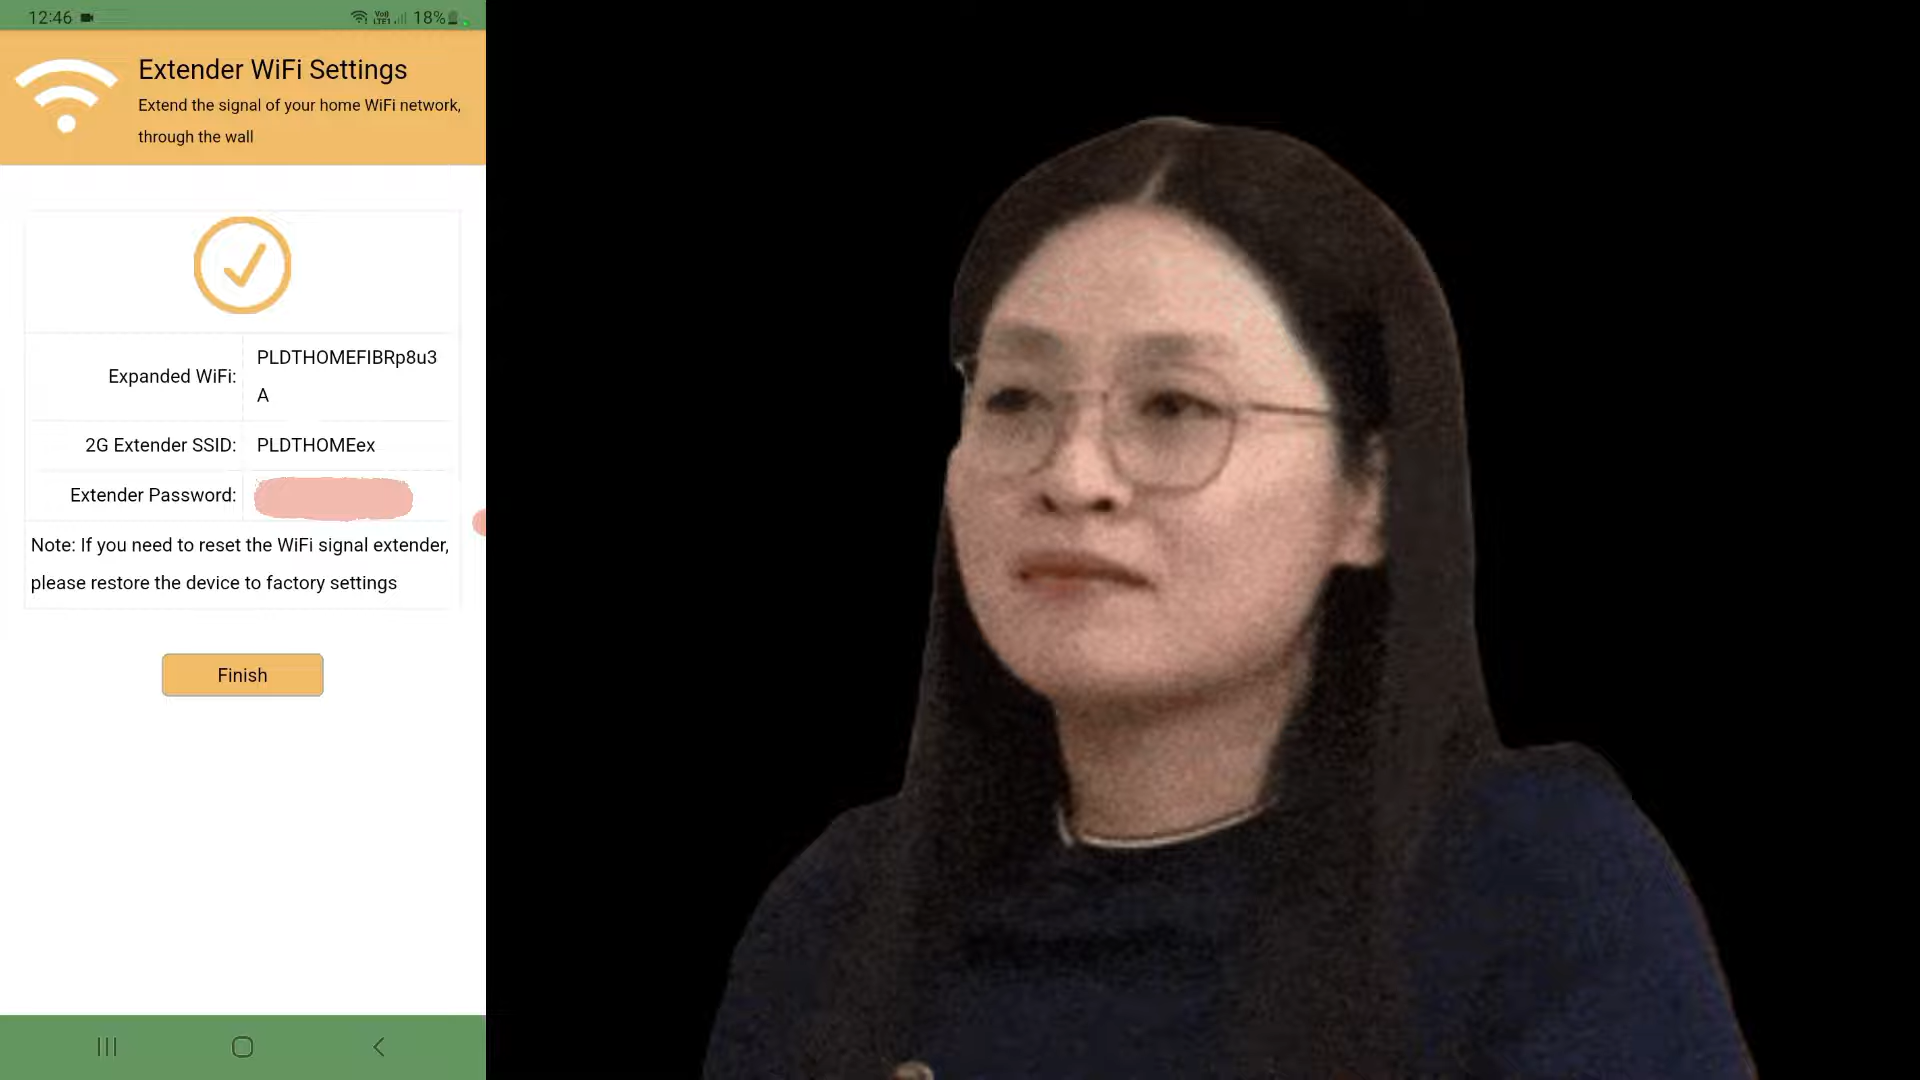 12:46
Vo8 LTE1 18%
Extender WiFi Settings
Extend the signal of your home WiFi network,
through the wall
Expanded WiFi: PLDTHOMEFIBRp8u3
A
2G Extender SSID: PLDTHOMEex
Extender Password:
Note: If you need to reset the WiFi signal extender,
please restore the device to factory settings
Finish